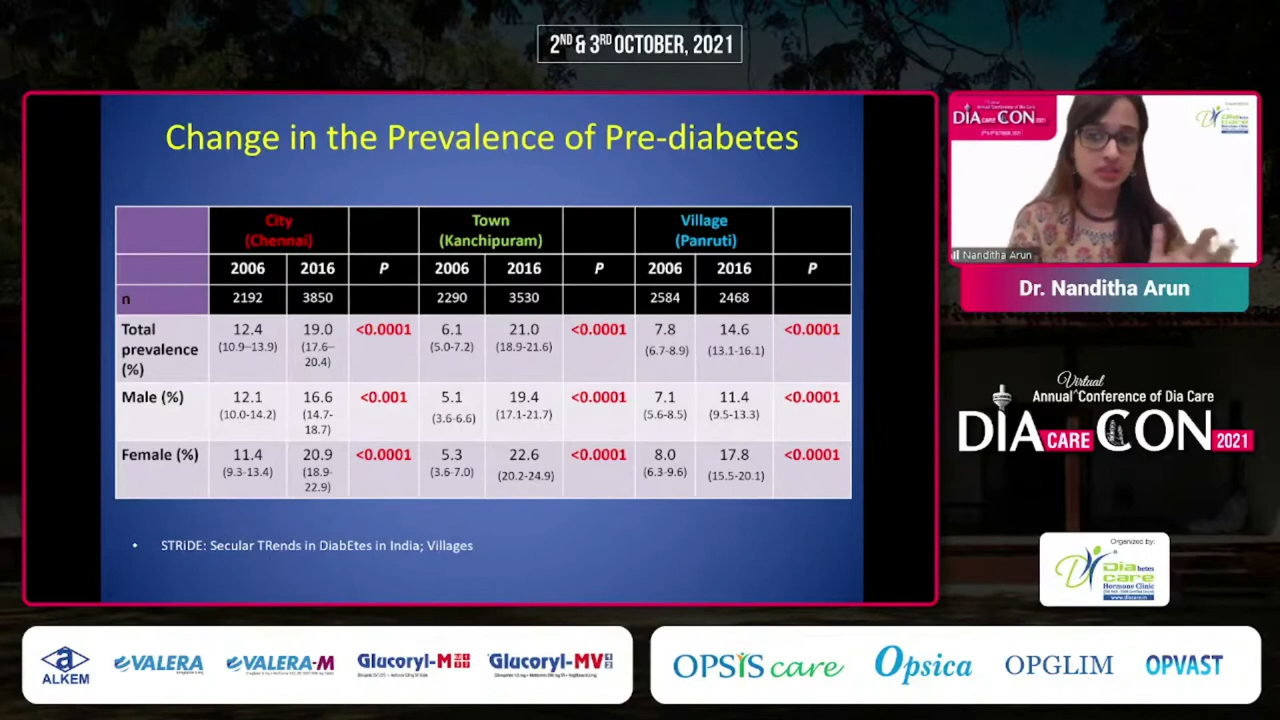 2ND & 3RD OCTOBER, 2021
Change in the Prevalence of Pre-diabetes
City (Chennai) Town (Kanchipuram) Village (Panruti)
2006 2016 P 2006 2016 P 2006 2016 P
n 2192 3850 2290 3530 2584 2468
Total prevalence (%) 12.4 (10.9–13.9) 19.0 (17.6–20.4) <0.0001 6.1 (5.0-7.2) 21.0 (18.9-21.6) <0.0001 7.8 (6.7-8.9) 14.6 (13.1-16.1) <0.0001
Male (%) 12.1 (10.0-14.2) 16.6 (14.7-18.7) <0.001 5.1 (3.6-6.6) 19.4 (17.1-21.7) <0.0001 7.1 (5.6-8.5) 11.4 (9.5-13.3) <0.0001
Female (%) 11.4 (9.3-13.4) 20.9 (18.9-22.9) <0.0001 5.3 (3.6-7.0) 22.6 (20.2-24.9) <0.0001 8.0 (6.3-9.6) 17.8 (15.5-20.1) <0.0001
• STRiDE: Secular TRends in DiabEtes in India; Villages
DIA CARE CON 2021
Nanditha Arun
Dr. Nanditha Arun
Virtual
Annual ^Conference of Dia Care
DIA CARE CON 2021
Organized by:
Diabetes
care
Hormone Clinic
www.diacare.in
ALKEM
eVALERA
eVALERA-M
Glucoryl-M
Glucoryl-MV
OPSIS care
Opsica
OPGLIM
OPVAST